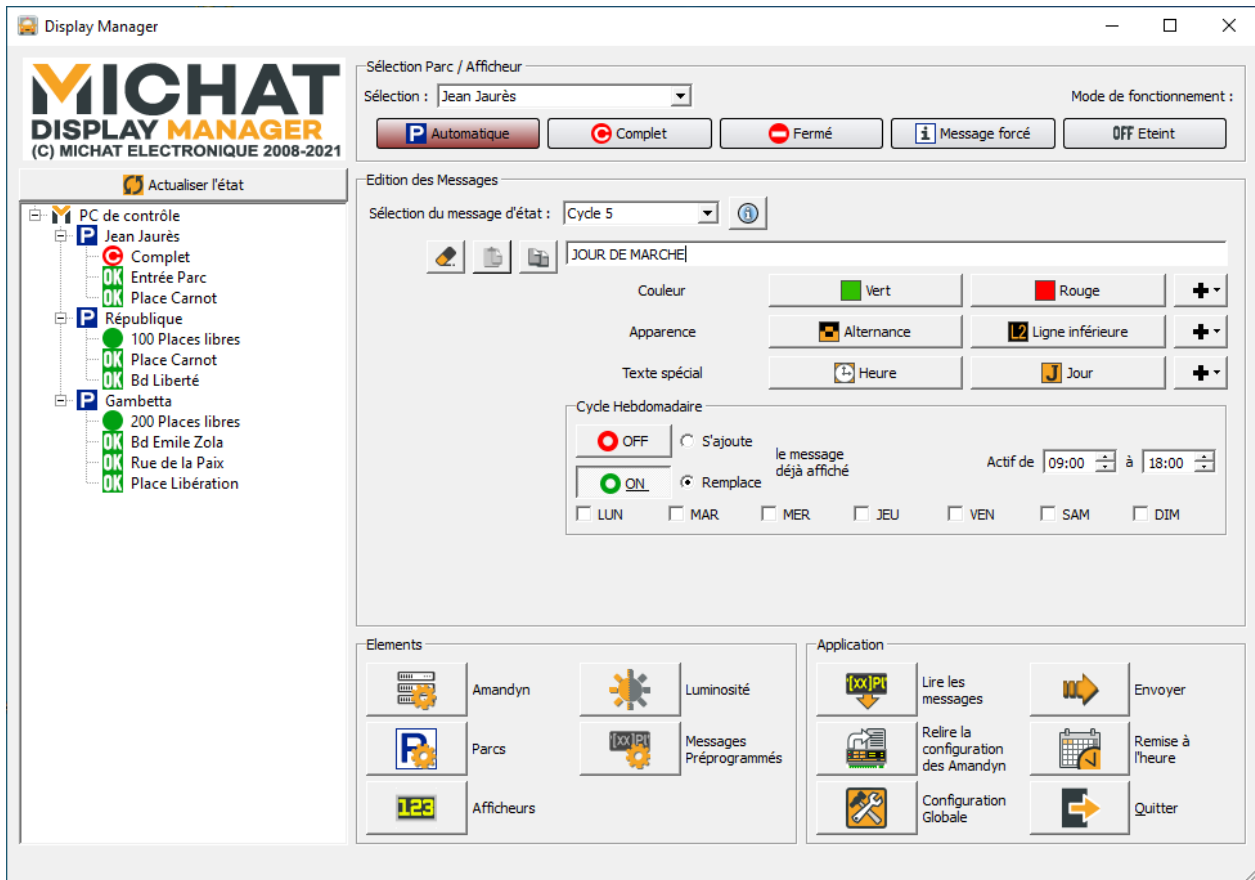 Display Manager
MICHAT
DISPLAY MANAGER
(C) MICHAT ELECTRONIQUE 2008-2021
Sélection Parc / Afficheur
Sélection : Jean Jaurès
Mode de fonctionnement :
P Automatique
C Complet
Fermé
i Message forcé
OFF Eteint
Actualiser l'état
PC de contrôle
P Jean Jaurès
C Complet
OK Entrée Parc
OK Place Carnot
P République
100 Places libres
OK Place Carnot
OK Bd Liberté
P Gambetta
200 Places libres
OK Bd Emile Zola
OK Rue de la Paix
OK Place Libération
Edition des Messages
Sélection du message d'état : Cycle 5
JOUR DE MARCHE
Couleur Vert Rouge
Apparence Alternance L2 Ligne inférieure
Texte spécial Heure J Jour
Cycle Hebdomadaire
OFF
ON
S'ajoute
Remplace
le message
déjà affiché
Actif de 09:00 à 18:00
LUN MAR MER JEU VEN SAM DIM
Elements
Amandyn
Luminosité
P Parcs
[xx]Pl Messages
Préprogrammés
123 Afficheurs
Application
[xx]Pl Lire les
messages
Envoyer
Relire la
configuration
des Amandyn
Remise à
l'heure
Configuration
Globale
Quitter